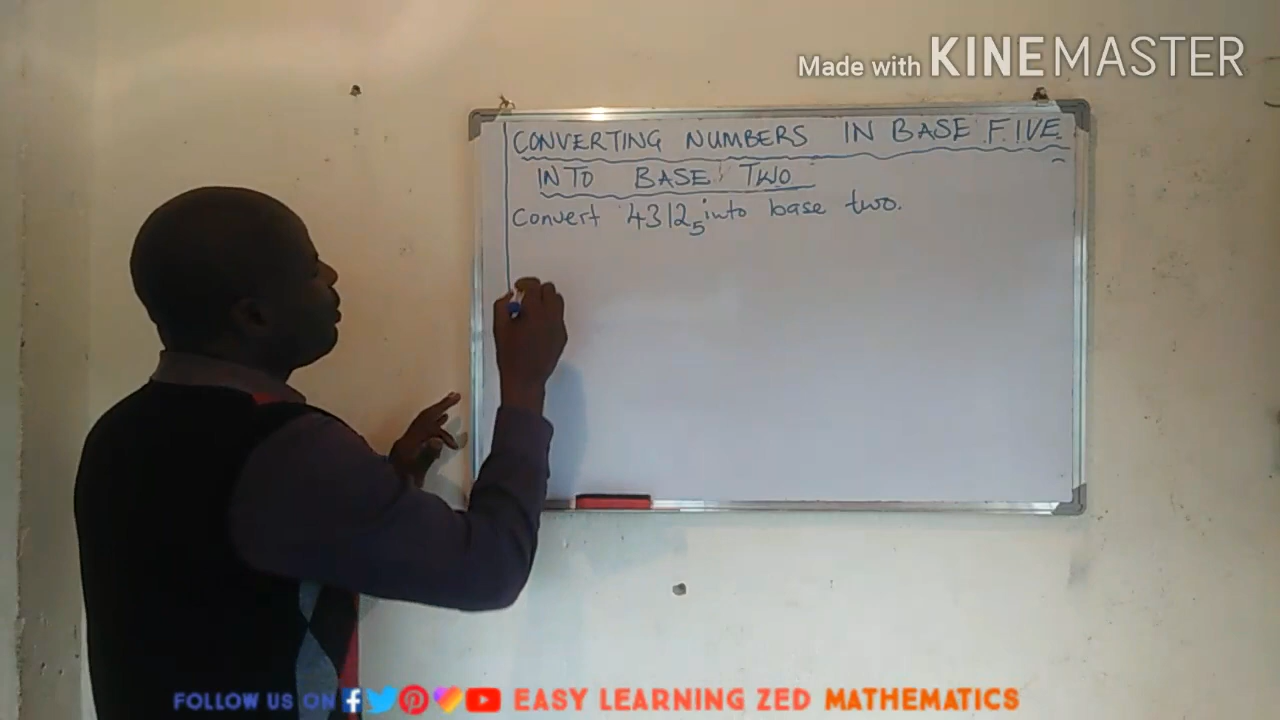 Made with KINEMASTER
CONVERTING NUMBERS IN BASE FIVE
INTO BASE TWO
Convert 4312₅ into base two.
FOLLOW US ON EASY LEARNING ZED MATHEMATICS